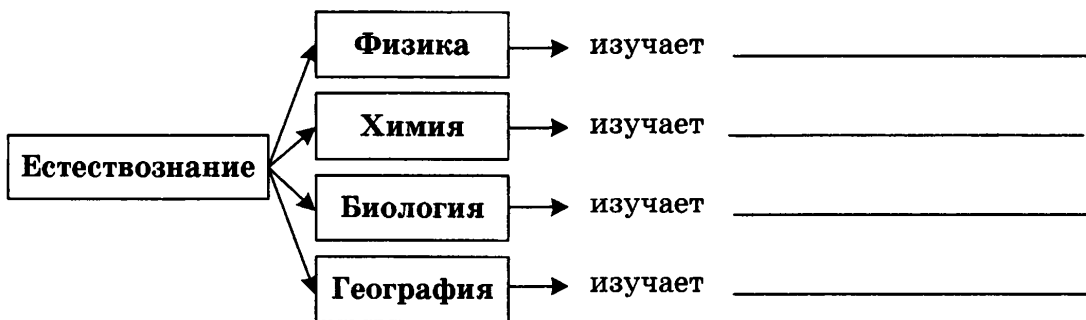 Физика изучает
Химия изучает
Естествознание
Биология изучает
География изучает